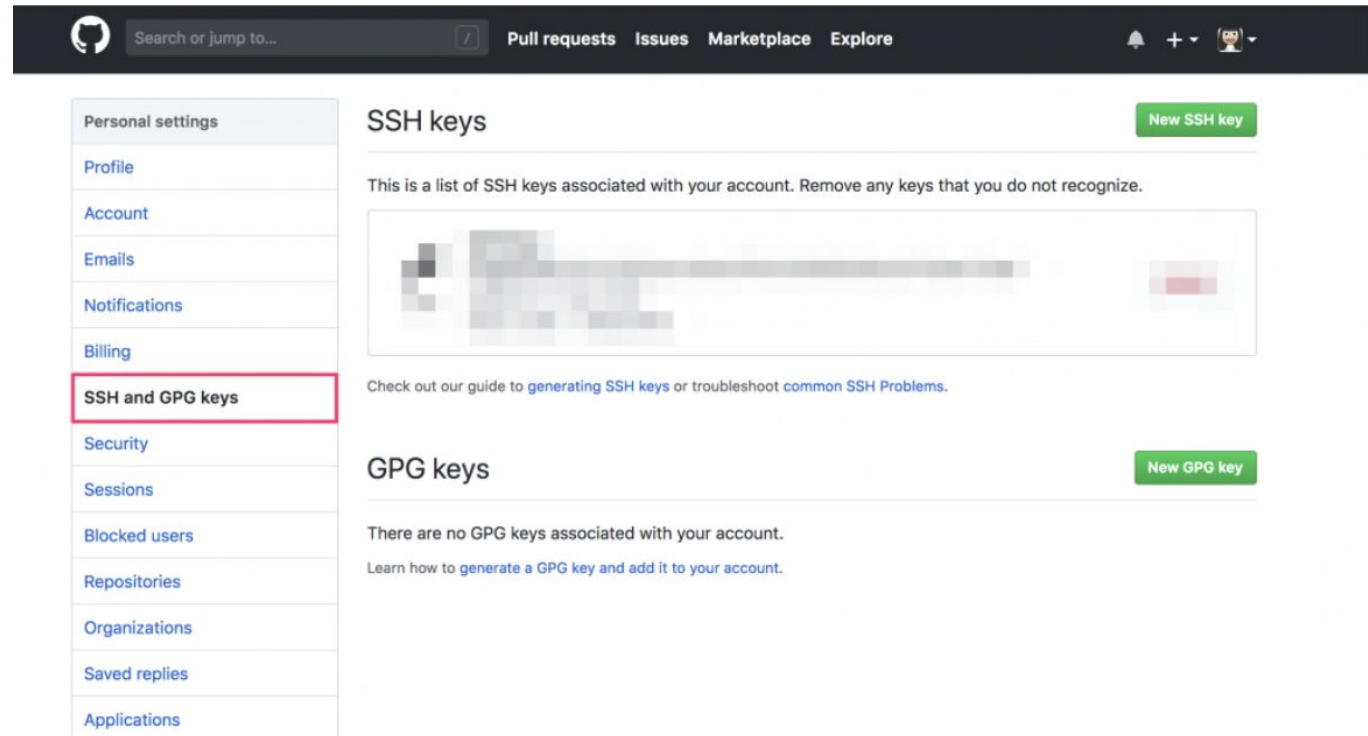 Search or jump to... /
Pull requests Issues Marketplace Explore
Personal settings
Profile
Account
Emails
Notifications
Billing
SSH and GPG keys
Security
Sessions
Blocked users
Repositories
Organizations
Saved replies
Applications
SSH keys
New SSH key
This is a list of SSH keys associated with your account. Remove any keys that you do not recognize.
Check out our guide to generating SSH keys or troubleshoot common SSH Problems.
GPG keys
New GPG key
There are no GPG keys associated with your account.
Learn how to generate a GPG key and add it to your account.